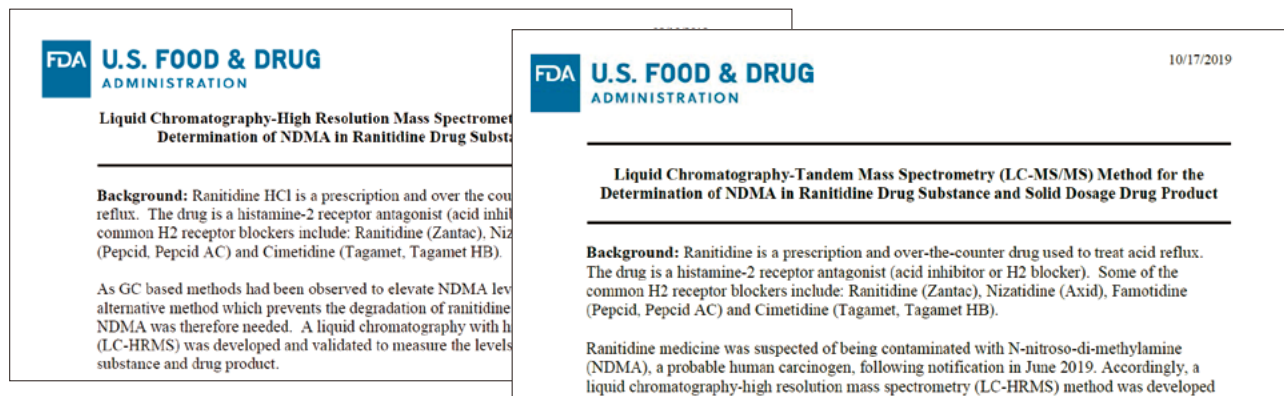 FDA U.S. FOOD & DRUG
ADMINISTRATION
Liquid Chromatography-High Resolution Mass
Determination of NDMA in Ranitidine Drug
Background: Ranitidine HCl is a prescription and over the
reflux. The drug is a histamine-2 receptor antagonist (acid
common H2 receptor blockers include: Ranitidine (Zantac),
(Pepcid, Pepcid AC) and Cimetidine (Tagamet, Tagamet HB).
As GC based methods had been observed to elevate NDMA
alternative method which prevents the degradation of ranitidine
NDMA was therefore needed. A liquid chromatography with
(LC-HRMS) was developed and validated to measure the levels
substance and drug product.
10/17/2019
FDA U.S. FOOD & DRUG
ADMINISTRATION
Liquid Chromatography-Tandem Mass Spectrometry (LC-MS/MS) Method for the
Determination of NDMA in Ranitidine Drug Substance and Solid Dosage Drug Product
Background: Ranitidine is a prescription and over-the-counter drug used to treat acid reflux.
The drug is a histamine-2 receptor antagonist (acid inhibitor or H2 blocker). Some of the
common H2 receptor blockers include: Ranitidine (Zantac), Nizatidine (Axid), Famotidine
(Pepcid, Pepcid AC) and Cimetidine (Tagamet, Tagamet HB).
Ranitidine medicine was suspected of being contaminated with N-nitroso-di-methylamine
(NDMA), a probable human carcinogen, following notification in June 2019. Accordingly, a
liquid chromatography-high resolution mass spectrometry (LC-HRMS) method was developed